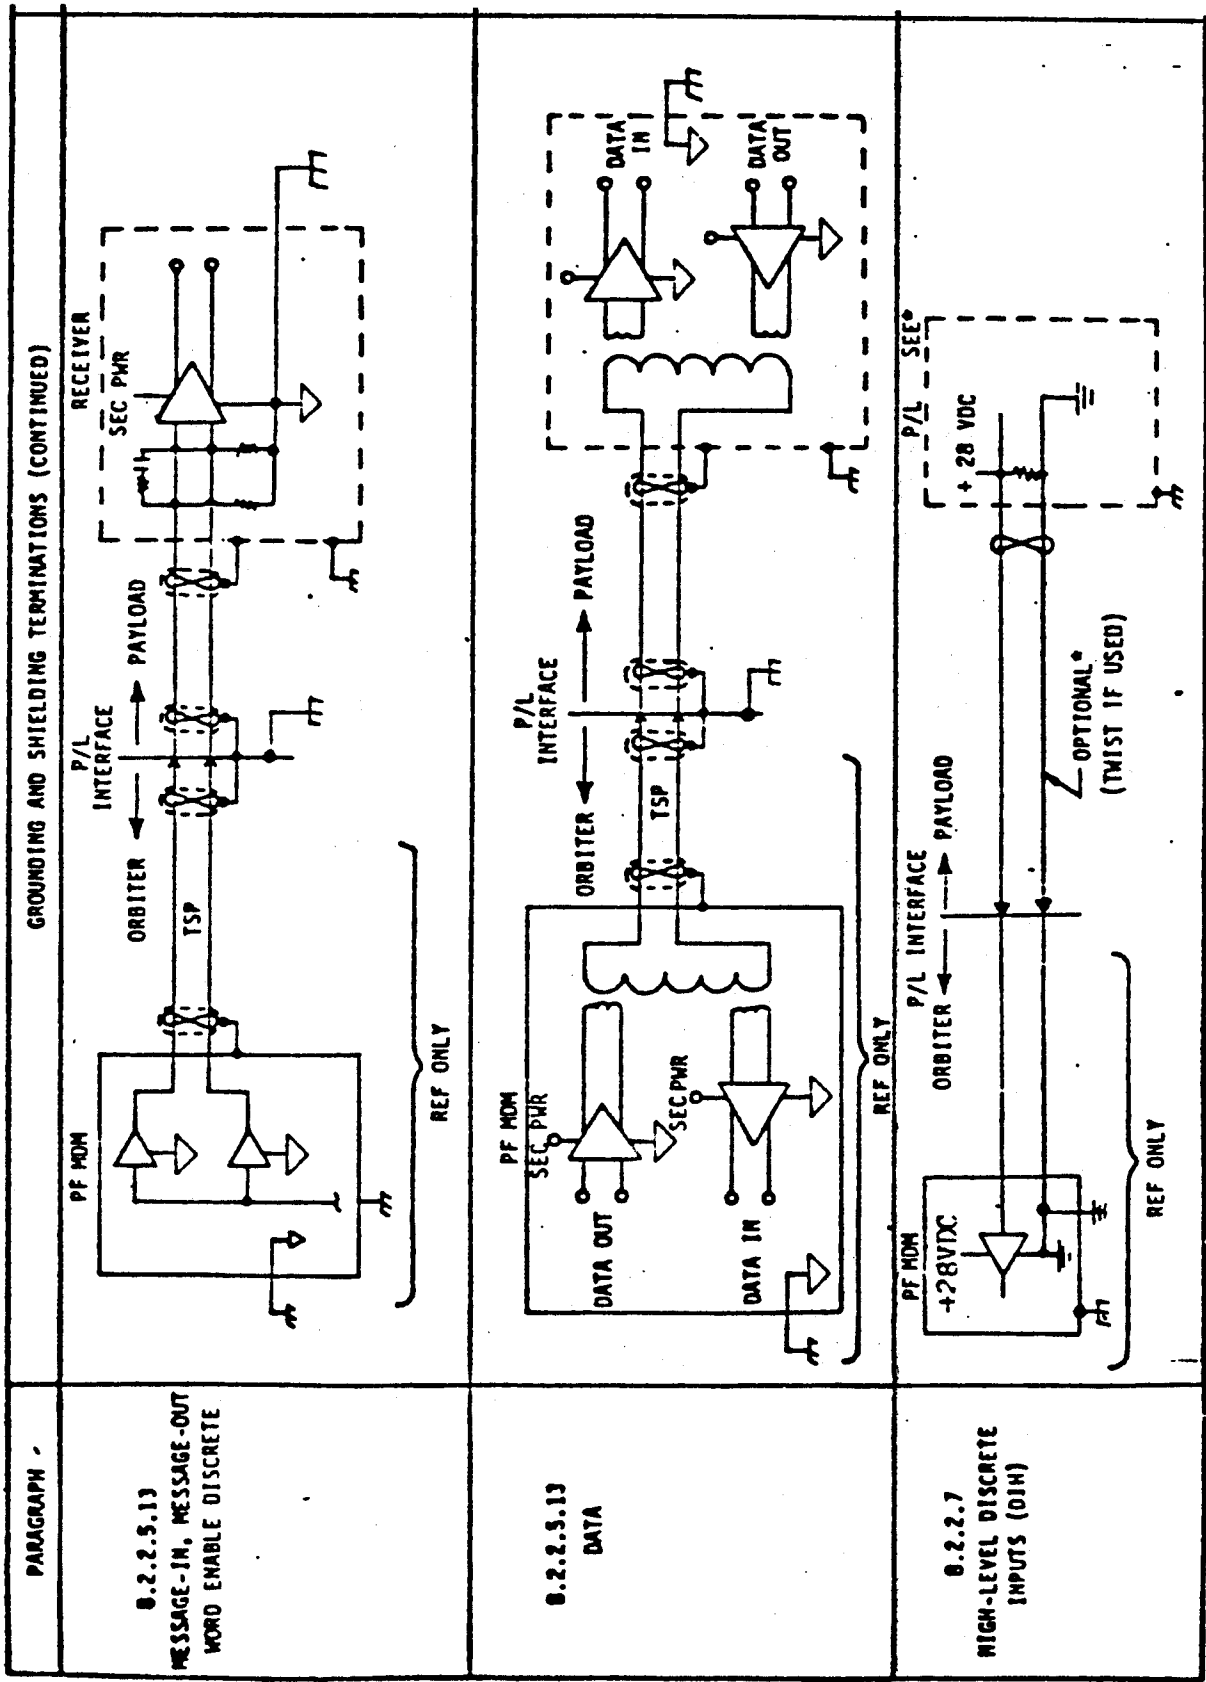 PARAGRAPH
GROUNDING AND SHIELDING TERMINATIONS (CONTINUED)
8.2.2.5.13
MESSAGE-IN, MESSAGE-OUT
WORD ENABLE DISCRETE
PF MDM
TSP
P/L
INTERFACE
ORBITER
PAYLOAD
RECEIVER
SEC PWR
REF ONLY
8.2.2.5.13
DATA
PF MDM
SEC PWR
SEC PWR
DATA OUT
DATA IN
TSP
P/L
INTERFACE
ORBITER
PAYLOAD
DATA
IN
DATA
OUT
REF ONLY
8.2.2.7
HIGH-LEVEL DISCRETE
INPUTS (DIH)
PF MDM
+28VDC
P/L INTERFACE
ORBITER
PAYLOAD
OPTIONAL*
(TWIST IF USED)
P/L SEE*
+ 28 VDC
REF ONLY